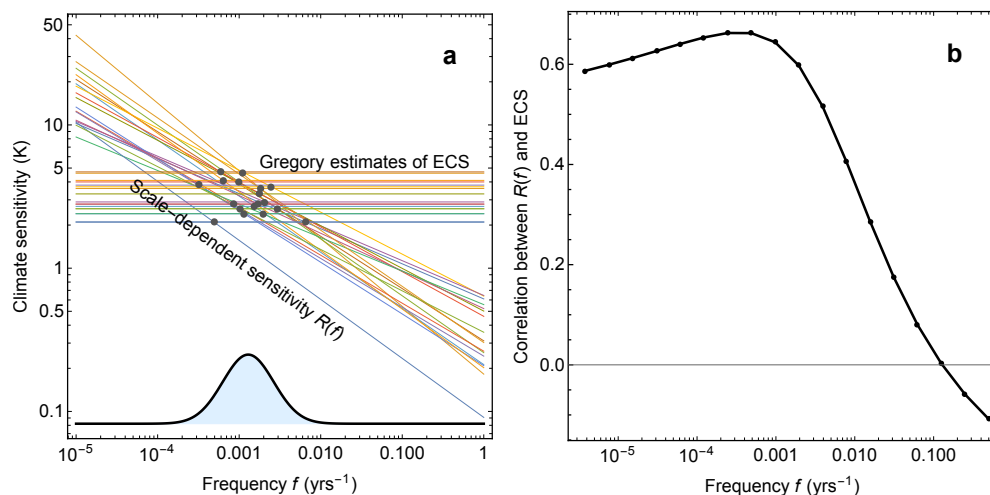 a
50
10
5
1
0.5
0.1
Climate sensitivity (K)
Gregory estimates of ECS
Scale-dependent sensitivity R(f)
10⁻⁵ 10⁻⁴ 0.001 0.010 0.100 1
Frequency f (yrs⁻¹)
b
0.6
0.4
0.2
0.0
Correlation between R(f) and ECS
10⁻⁵ 10⁻⁴ 0.001 0.010 0.100
Frequency f (yrs⁻¹)